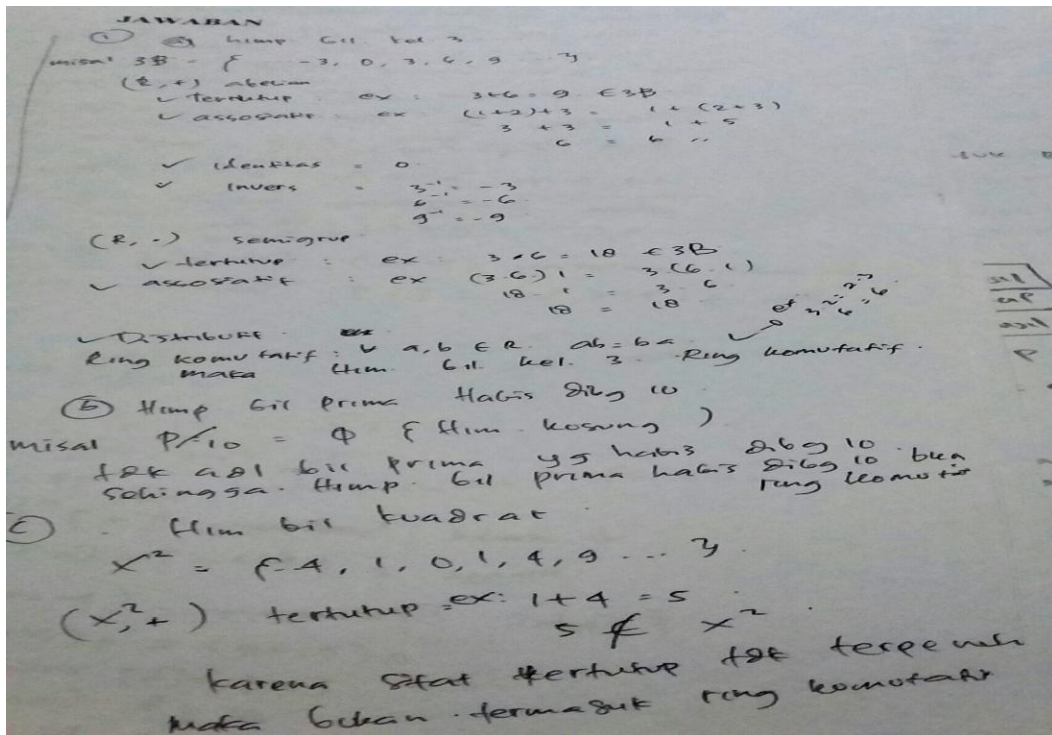 JAWABAN
① a) himp bil. kel 3
misal 3B = { -3, 0, 3, 6, 9 }
(R, +) abelian
✓ Tertutup ex : 3+6 = 9 ∈ 3B
✓ assosiatif ex (1+2)+3 = 1 + (2+3)
3 + 3 = 1 + 5
6 = 6
✓ identitas = 0
✓ invers = 3⁻¹ = -3
6⁻¹ = -6
9⁻¹ = -9
(R, .) semigrup
✓ tertutup : ex 3 . 6 = 18 ∈ 3B
✓ assosiatif : ex (3.6) 1 = 3 (6 . 1)
18 . 1 = 3 . 6
18 = 18
✓ Distributif
Ring komutatif : ∀ a, b ∈ R. ab = ba ex 3.2 = 2.3
6 = 6
maka Him. bil. kel. 3 Ring komutatif.
ⓑ Himp bil prima Habis dibg 10
misal P/10 = Φ { Him. kosong )
tdk ada bil prima yg habis dibg 10
sehingga. Himp. bil prima habis dibg 10 bkn
ring komutatif
ⓒ Him bil kuadrat
x² = {-4, 1, 0, 1, 4, 9 ... }
(x², +) tertutup ex: 1 + 4 = 5
5 ∉ x²
karena sifat tertutup tdk terpenuhi
maka bukan termasuk ring komutatif